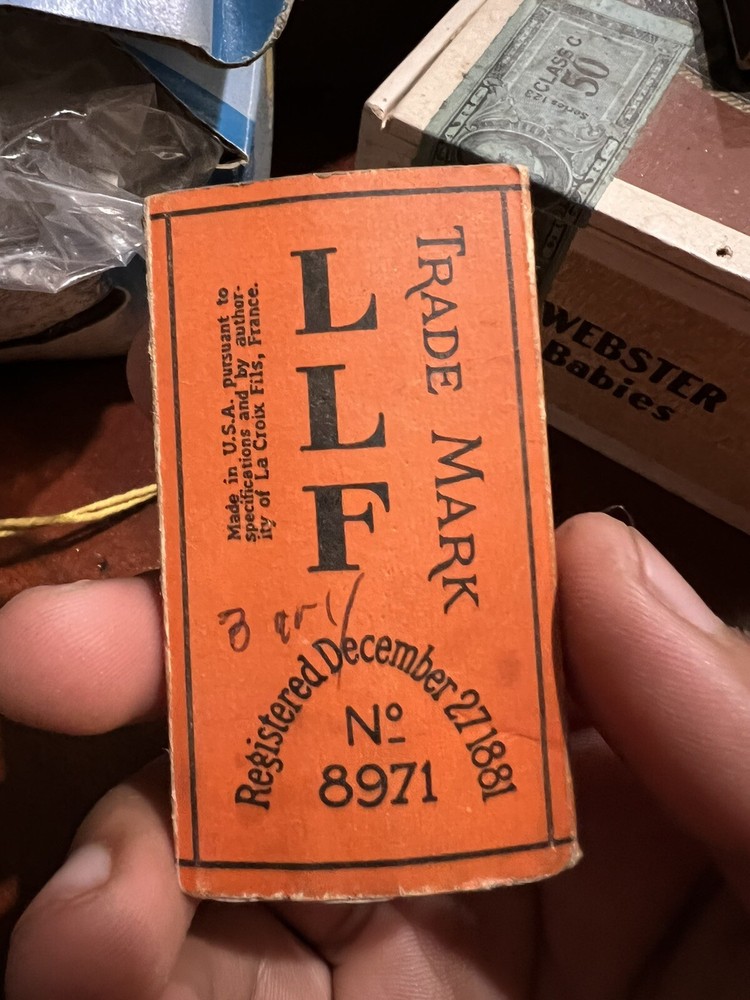 TRADE MARK
L
L
F
Made in U.S.A. pursuant to
specifications and by author-
ity of La Croix Fils, France.
Registered December 27 1881
Nº
8971
CLASS C
50
Series 123
WEBSTER
Babies